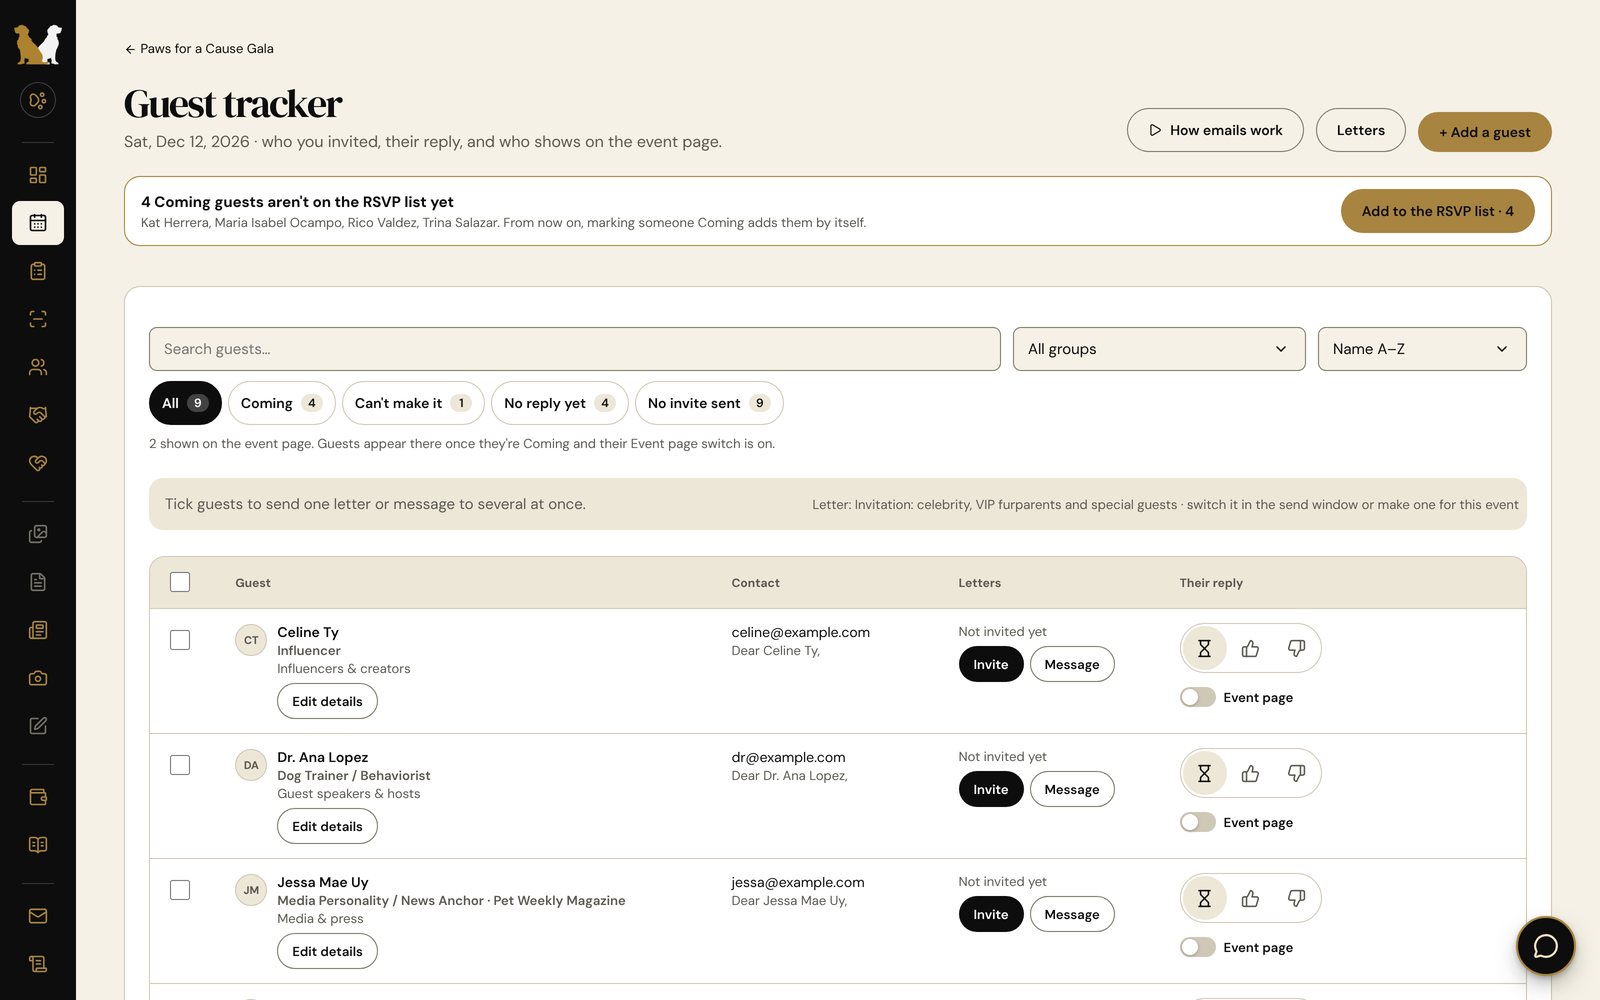 ← Paws for a Cause Gala
Guest tracker
Sat, Dec 12, 2026 · who you invited, their reply, and who shows on the event page.
How emails work
Letters
+ Add a guest
4 Coming guests aren't on the RSVP list yet
Kat Herrera, Maria Isabel Ocampo, Rico Valdez, Trina Salazar. From now on, marking someone Coming adds them by itself.
Add to the RSVP list · 4
Search guests...
All groups
Name A–Z
All 9
Coming 4
Can't make it 1
No reply yet 4
No invite sent 9
2 shown on the event page. Guests appear there once they're Coming and their Event page switch is on.
Tick guests to send one letter or message to several at once.
Letter: Invitation: celebrity, VIP furparents and special guests · switch it in the send window or make one for this event
Guest
Contact
Letters
Their reply
CT
Celine Ty
Influencer
Influencers & creators
Edit details
celine@example.com
Dear Celine Ty,
Not invited yet
Invite
Message
Event page
DA
Dr. Ana Lopez
Dog Trainer / Behaviorist
Guest speakers & hosts
Edit details
dr@example.com
Dear Dr. Ana Lopez,
Not invited yet
Invite
Message
Event page
JM
Jessa Mae Uy
Media Personality / News Anchor · Pet Weekly Magazine
Media & press
Edit details
jessa@example.com
Dear Jessa Mae Uy,
Not invited yet
Invite
Message
Event page